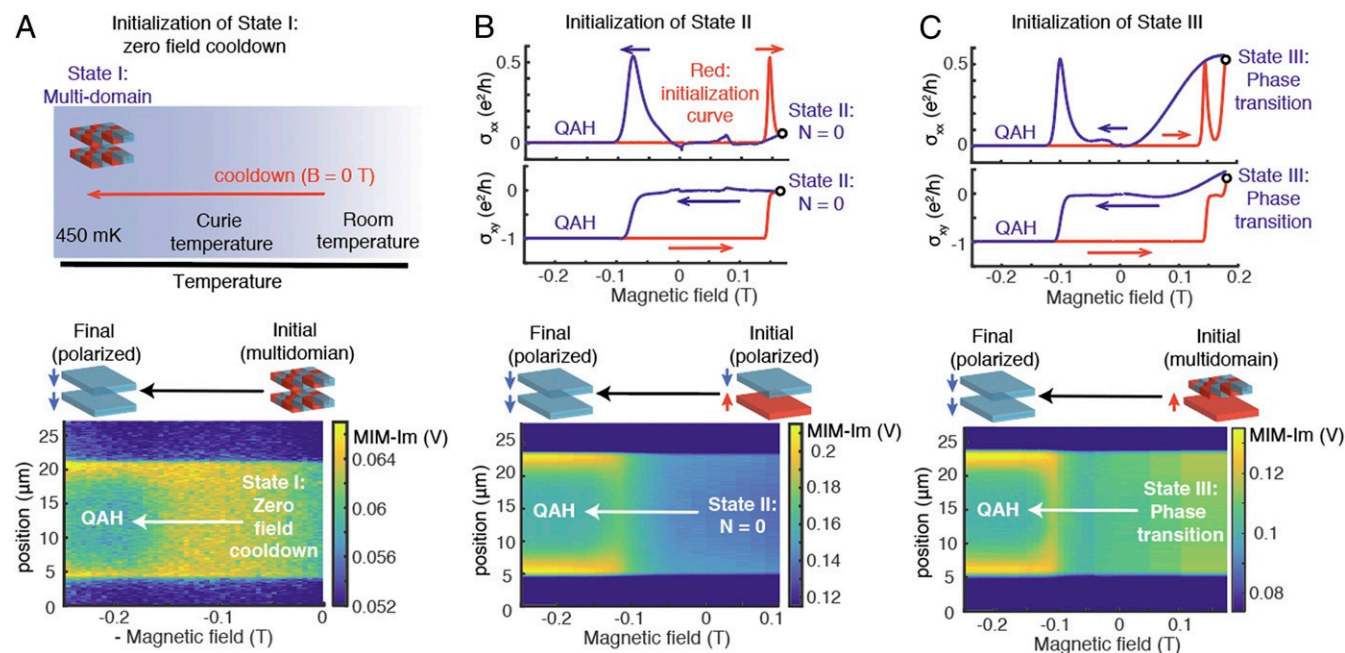 A
Initialization of State I:
zero field cooldown
State I:
Multi-domain
cooldown (B = 0 T)
450 mK
Curie
temperature
Room
temperature
Temperature
Final
(polarized)
Initial
(multidomian)
MIM-Im (V)
25
20
15
10
5
0
position (µm)
QAH
State I:
Zero
field
cooldown
0.064
0.06
0.056
0.052
-0.2
-0.1
0
- Magnetic field (T)
B
Initialization of State II
0.5
0
σxx (e²/h)
QAH
Red:
initialization
curve
State II:
N = 0
0
-1
σxy (e²/h)
QAH
State II:
N = 0
-0.2
-0.1
0
0.1
Magnetic field (T)
Final
(polarized)
Initial
(polarized)
MIM-Im (V)
25
20
15
10
5
0
position (µm)
QAH
State II:
N = 0
0.2
0.18
0.16
0.14
0.12
-0.2
-0.1
0
0.1
Magnetic field (T)
C
Initialization of State III
0.5
0
σxx (e²/h)
QAH
State III:
Phase
transition
0
-1
σxy (e²/h)
QAH
State III:
Phase
transition
-0.2
-0.1
0
0.1
0.2
Magnetic field (T)
Final
(polarized)
Initial
(multidomain)
MIM-Im (V)
25
20
15
10
5
0
position (µm)
QAH
State III:
Phase
transition
0.12
0.1
0.08
-0.2
-0.1
0
0.1
Magnetic field (T)